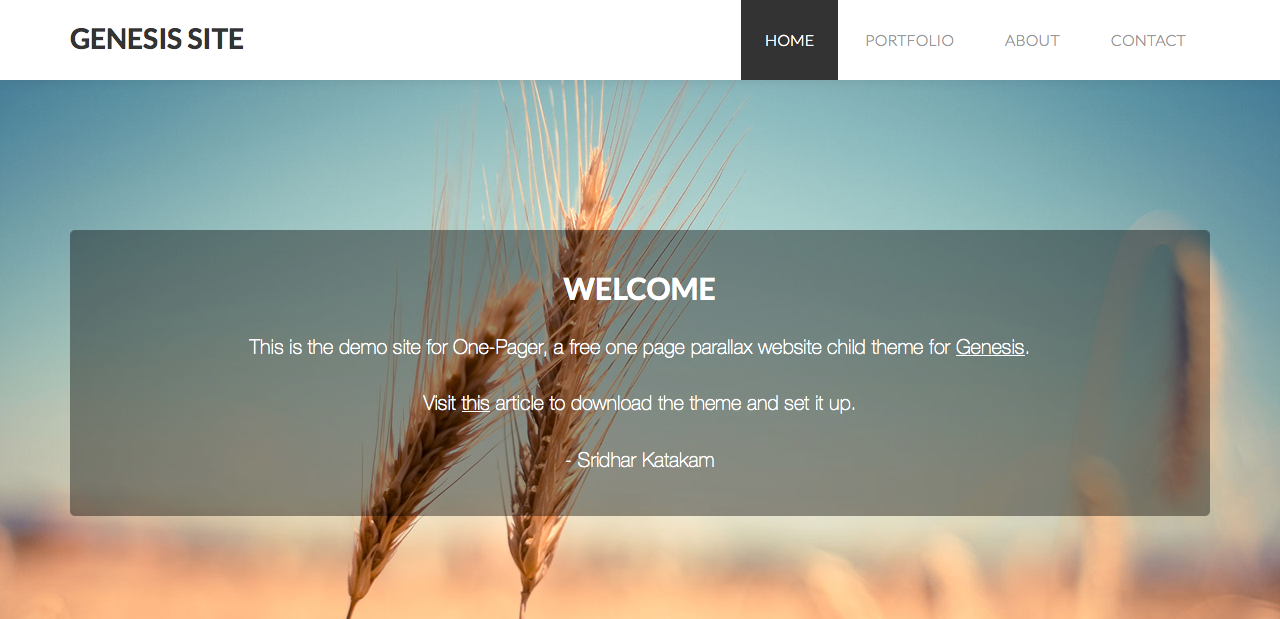 GENESIS SITE
HOME PORTFOLIO ABOUT CONTACT
WELCOME
This is the demo site for One-Pager, a free one page parallax website child theme for Genesis.
Visit this article to download the theme and set it up.
- Sridhar Katakam